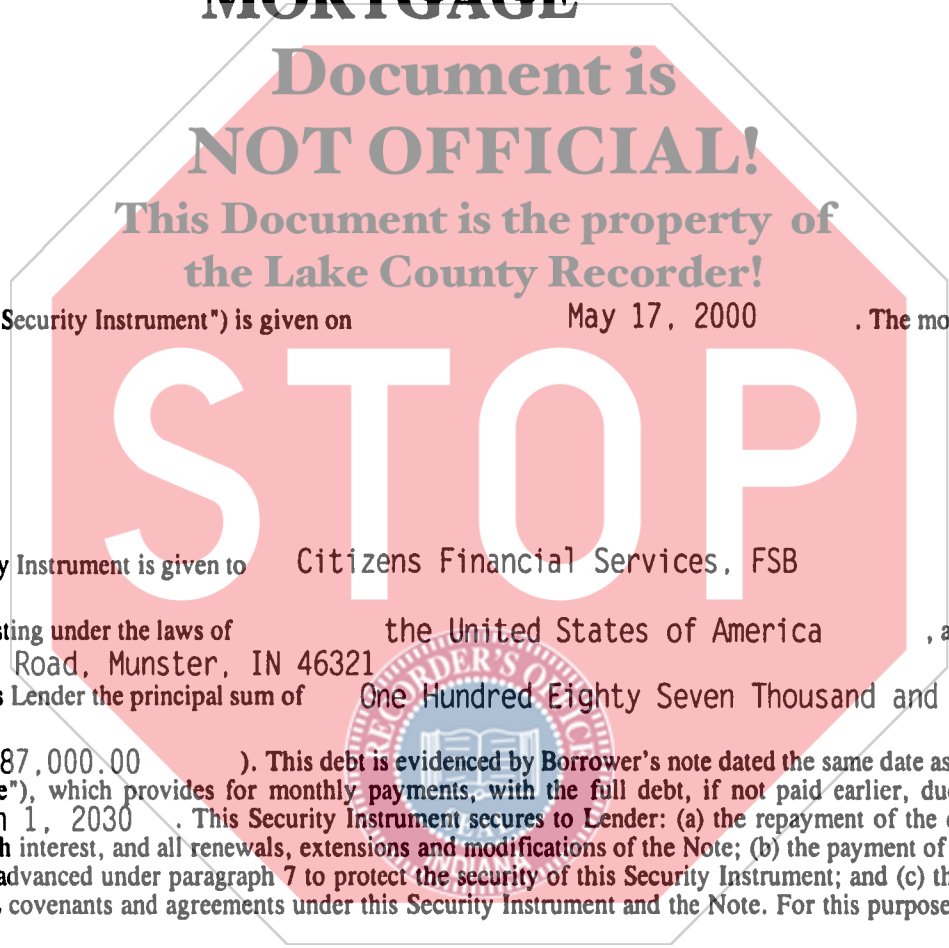 MORTGAGE
Document is
NOT OFFICIAL!
This Document is the property of
the Lake County Recorder!
Security Instrument") is given on May 17, 2000 . The mo
STOP
y Instrument is given to Citizens Financial Services, FSB
sting under the laws of the United States of America , a
Road, Munster, IN 46321
s Lender the principal sum of One Hundred Eighty Seven Thousand and
87,000.00 ). This debt is evidenced by Borrower's note dated the same date as
e"), which provides for monthly payments, with the full debt, if not paid earlier, du
1, 2030 . This Security Instrument secures to Lender: (a) the repayment of the
h interest, and all renewals, extensions and modifications of the Note; (b) the payment of
advanced under paragraph 7 to protect the security of this Security Instrument; and (c) th
covenants and agreements under this Security Instrument and the Note. For this purpose
RECORDER'S OFFICE
INDIANA